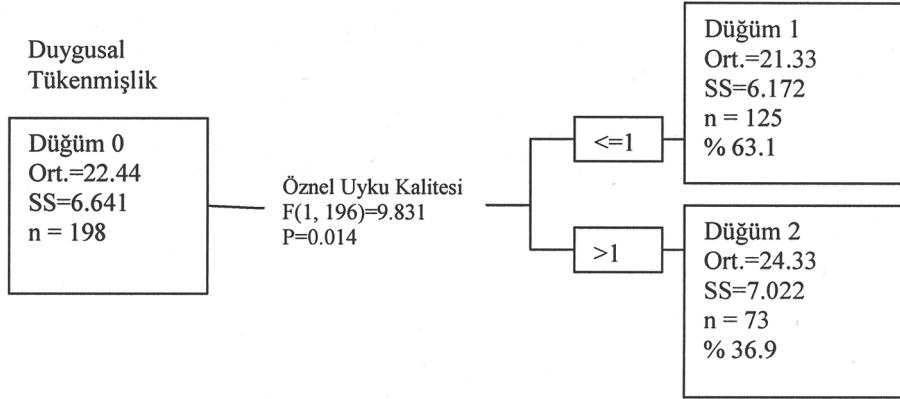 Duygusal
Tükenmişlik
Düğüm 0
Ort.=22.44
SS=6.641
n = 198
Öznel Uyku Kalitesi
F(1, 196)=9.831
P=0.014
<=1
>1
Düğüm 1
Ort.=21.33
SS=6.172
n = 125
% 63.1
Düğüm 2
Ort.=24.33
SS=7.022
n = 73
% 36.9